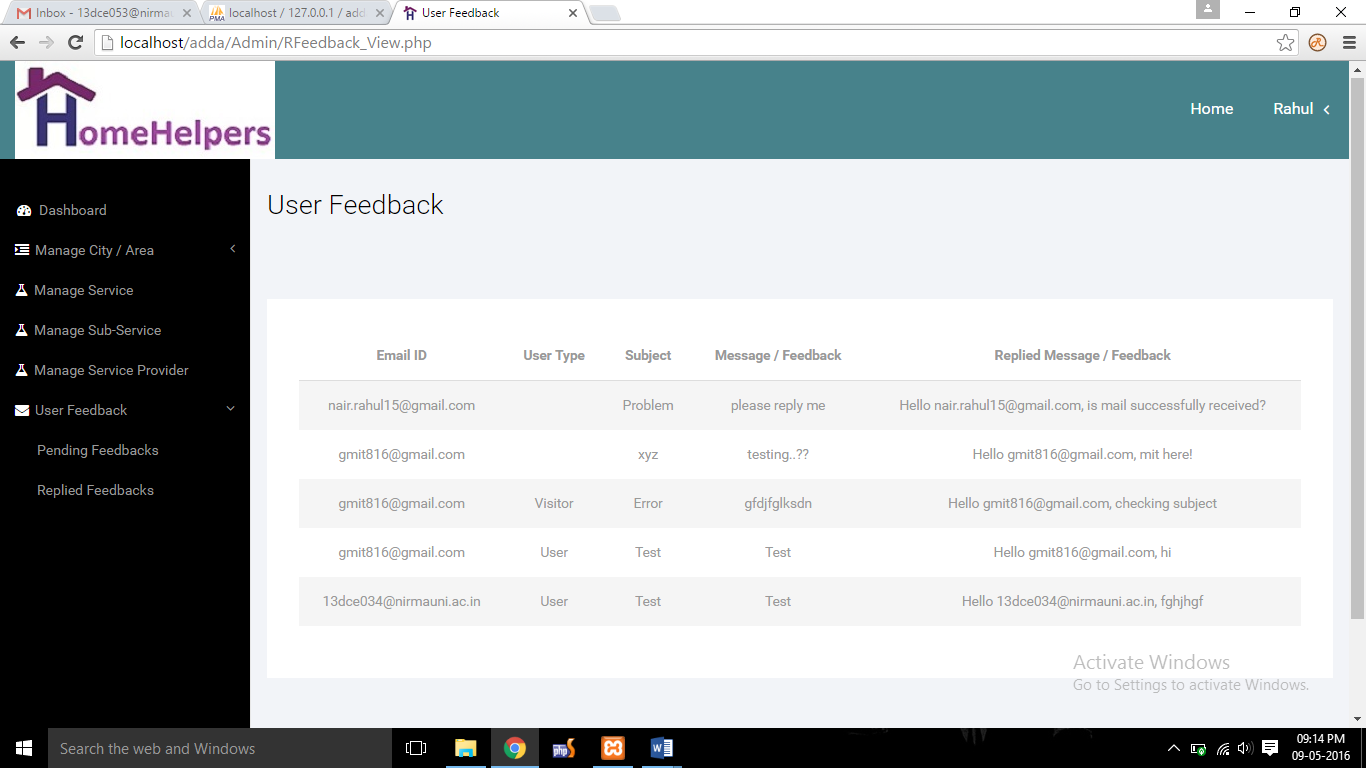 Inbox - 13dce053@nirmau
localhost / 127.0.0.1 / add
User Feedback
localhost/adda/Admin/RFeedback_View.php
HomeHelpers
Home
Rahul
Dashboard
Manage City / Area
Manage Service
Manage Sub-Service
Manage Service Provider
User Feedback
Pending Feedbacks
Replied Feedbacks
User Feedback
Email ID User Type Subject Message / Feedback Replied Message / Feedback
nair.rahul15@gmail.com Problem please reply me Hello nair.rahul15@gmail.com, is mail successfully received?
gmit816@gmail.com xyz testing..?? Hello gmit816@gmail.com, mit here!
gmit816@gmail.com Visitor Error gfdjfglksdn Hello gmit816@gmail.com, checking subject
gmit816@gmail.com User Test Test Hello gmit816@gmail.com, hi
13dce034@nirmauni.ac.in User Test Test Hello 13dce034@nirmauni.ac.in, fghjhgf
Activate Windows
Go to Settings to activate Windows.
Search the web and Windows
php
09:14 PM
09-05-2016